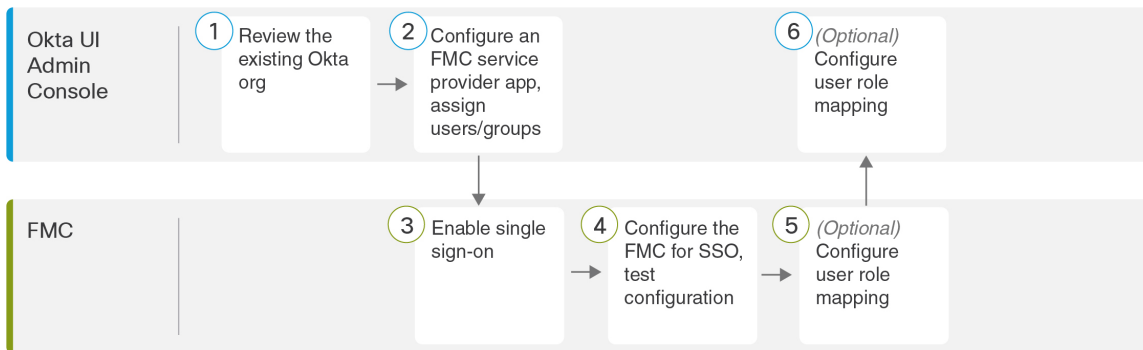 Okta UI
Admin
Console
1
Review the
existing Okta
org
2
Configure an
FMC service
provider app,
assign
users/groups
6
(Optional)
Configure
user role
mapping
FMC
3
Enable single
sign-on
4
Configure the
FMC for SSO,
test
configuration
5
(Optional)
Configure
user role
mapping